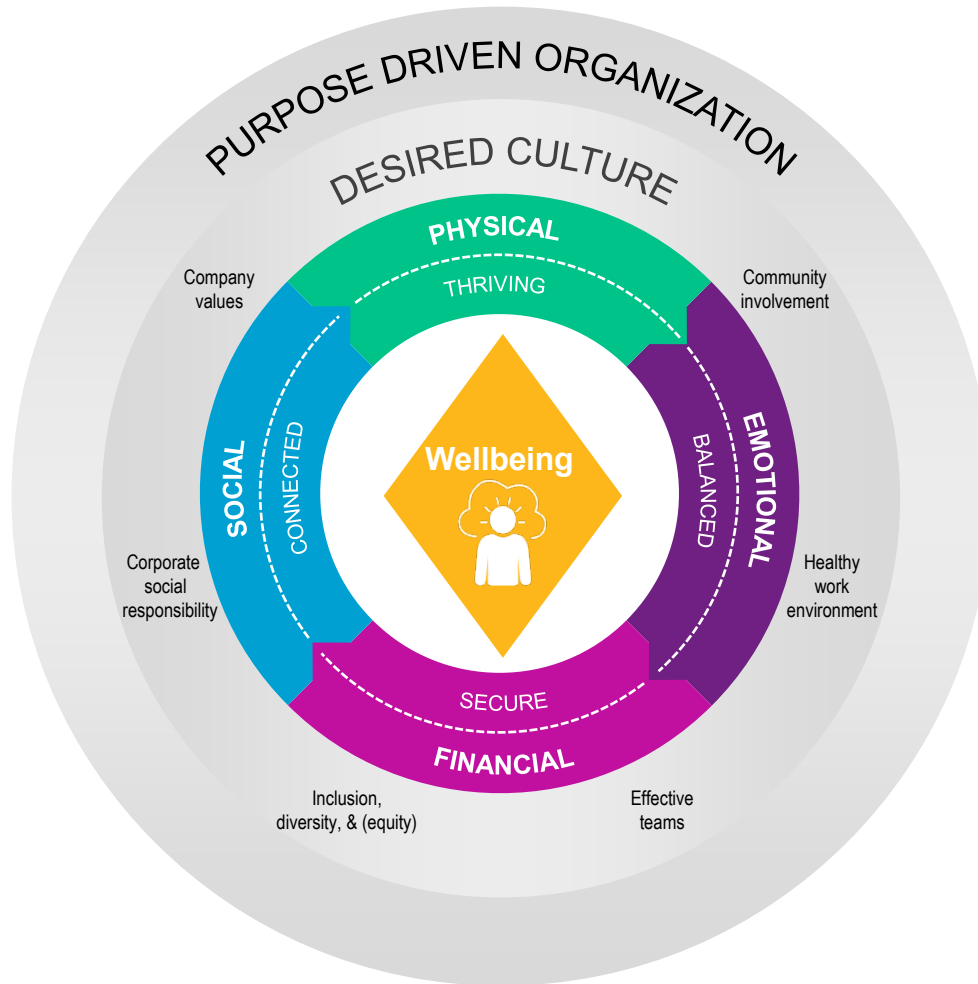 PURPOSE DRIVEN ORGANIZATION
DESIRED CULTURE
PHYSICAL
THRIVING
Company
values
Community
involvement
SOCIAL
CONNECTED
Wellbeing
BALANCED
EMOTIONAL
Corporate
social
responsibility
Healthy
work
environment
SECURE
FINANCIAL
Inclusion,
diversity, & (equity)
Effective
teams